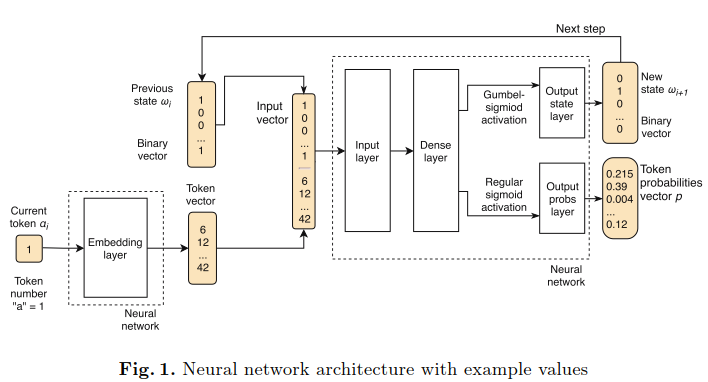 Next step
Previous
state ωi
Binary
vector
1
0
0
...
1
Input
vector
1
0
0
...
1
6
12
...
42
Input
layer
Dense
layer
Gumbel-
sigmiod
activation
Output
state
layer
0
1
0
...
0
New
state ωi+1
Binary
vector
Regular
sigmoid
activation
Output
probs
layer
0.215
0.39
0.004
...
0.12
Token
probabilities
vector p
Neural
network
Current
token ai
1
Token
number
"a" = 1
Embedding
layer
Neural
network
Token
vector
6
12
...
42
Fig. 1. Neural network architecture with example values